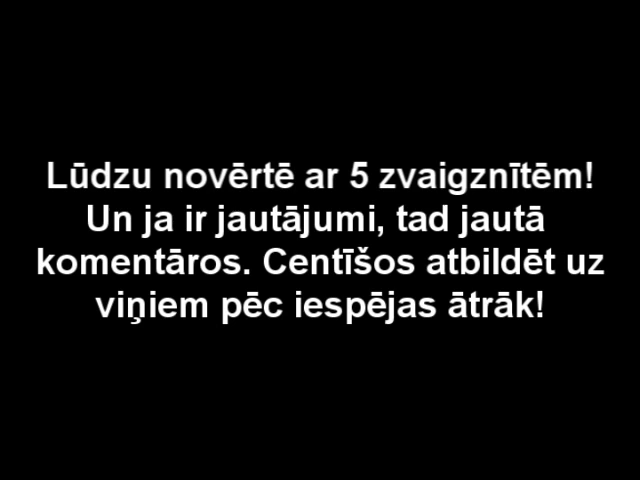 Lūdzu novērtē ar 5 zvaigznītēm!
Un ja ir jautājumi, tad jautā
komentāros. Centīšos atbildēt uz
viņiem pēc iespējas ātrāk!